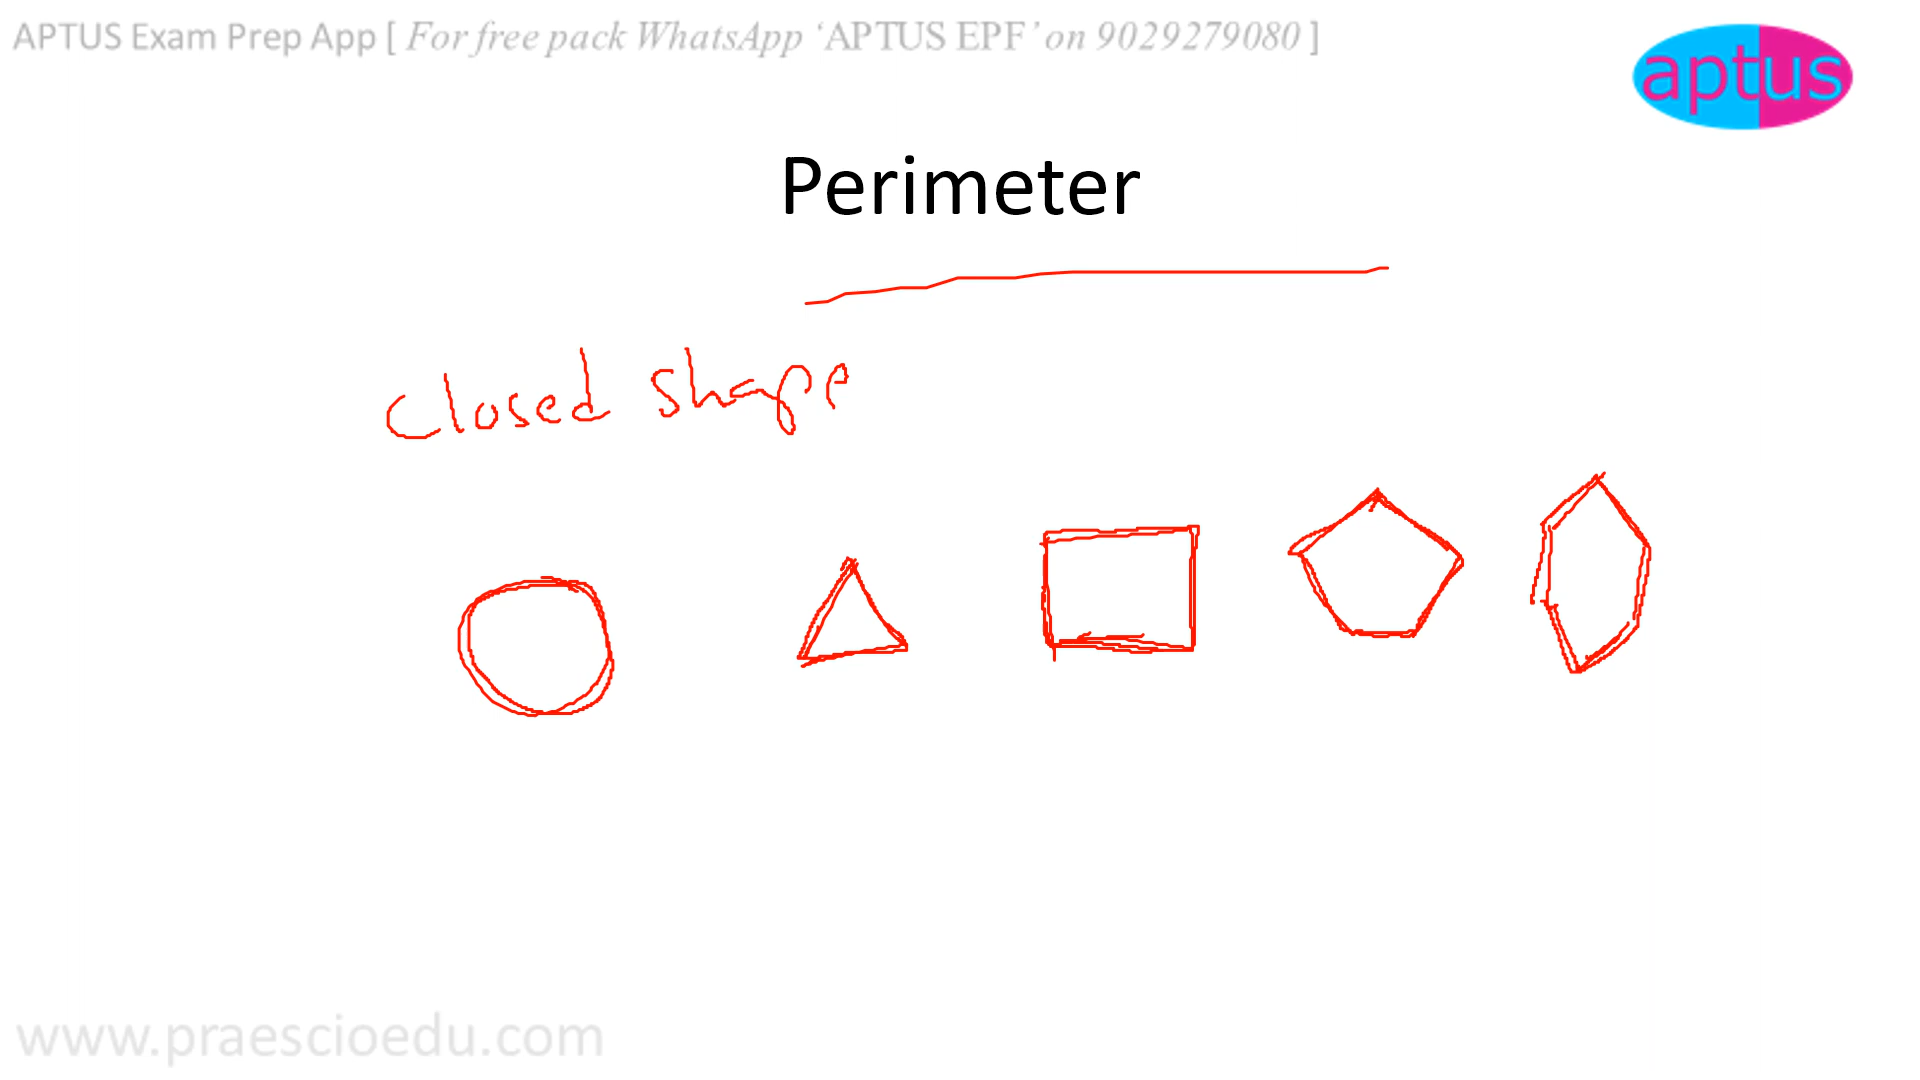 APTUS Exam Prep App [ For free pack WhatsApp ‘APTUS EPF’ on 9029279080 ]
aptus
Perimeter
closed shape
www.praescioedu.com